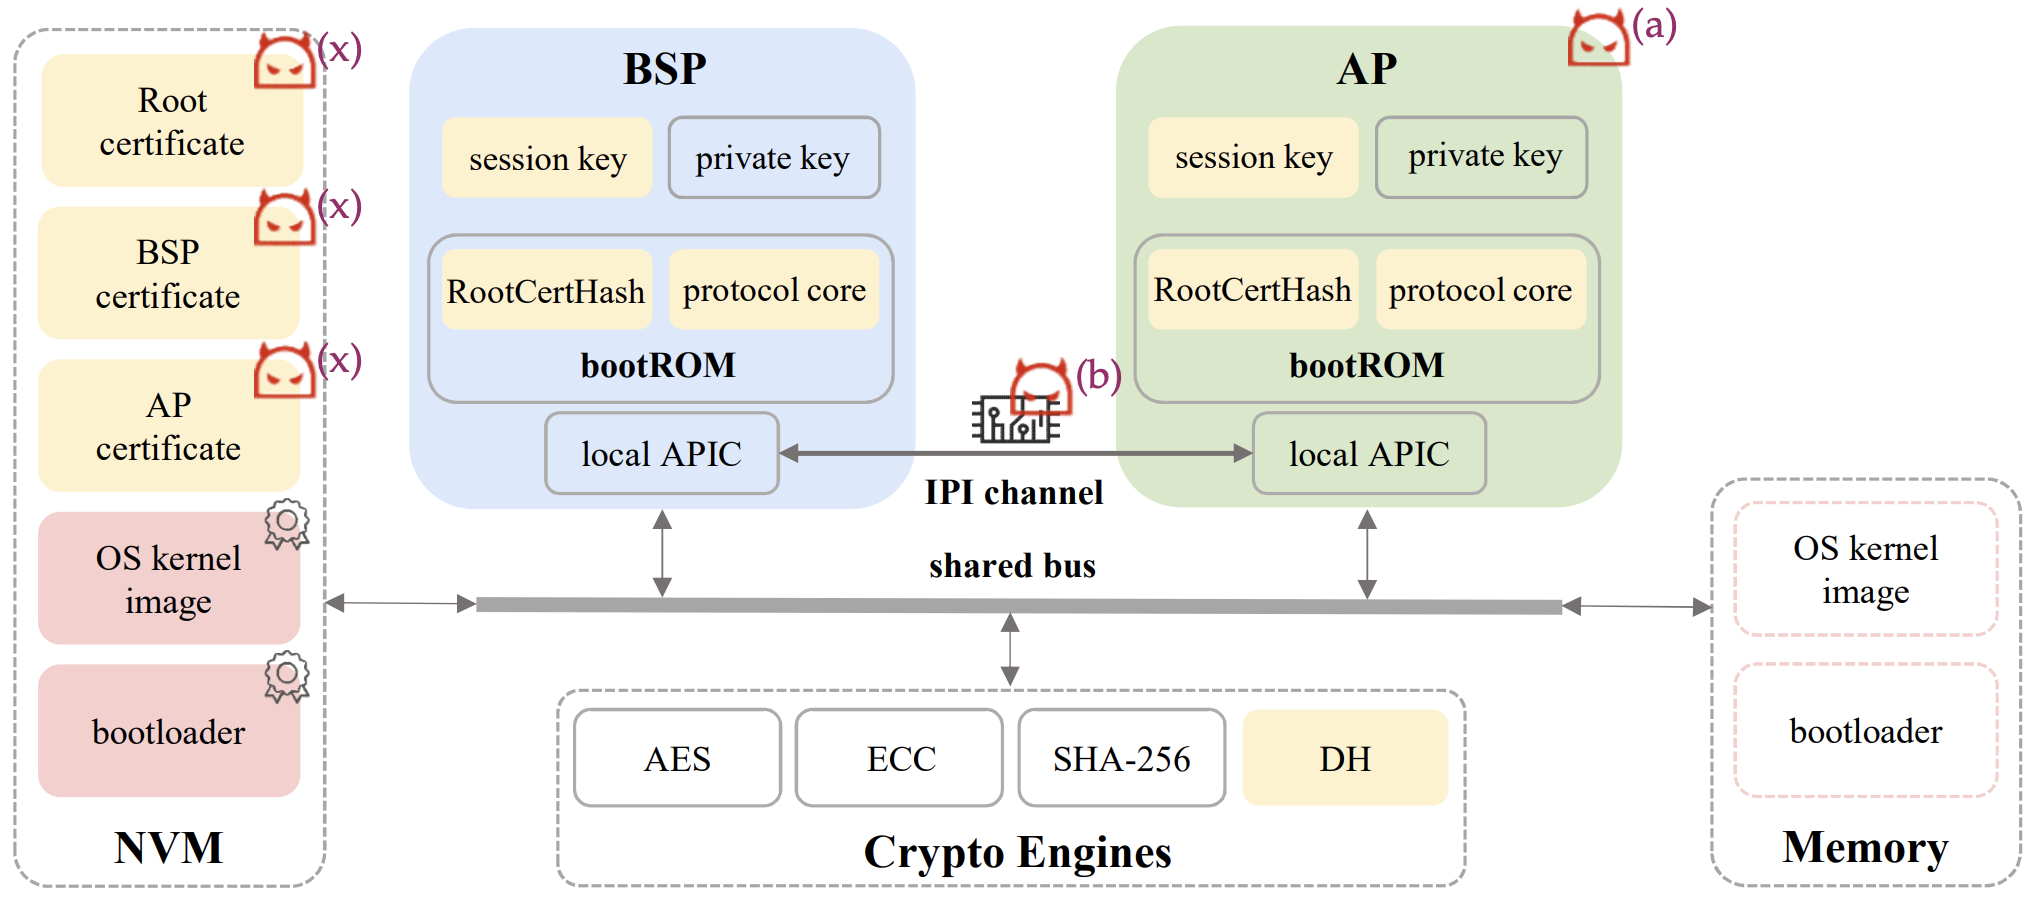 Root
certificate
(x)
BSP
certificate
(x)
AP
certificate
(x)
OS kernel
image
bootloader
NVM
BSP
session key
private key
RootCertHash
protocol core
bootROM
local APIC
(b)
IPI channel
shared bus
AP
(a)
session key
private key
RootCertHash
protocol core
bootROM
local APIC
AES
ECC
SHA-256
DH
Crypto Engines
OS kernel
image
bootloader
Memory